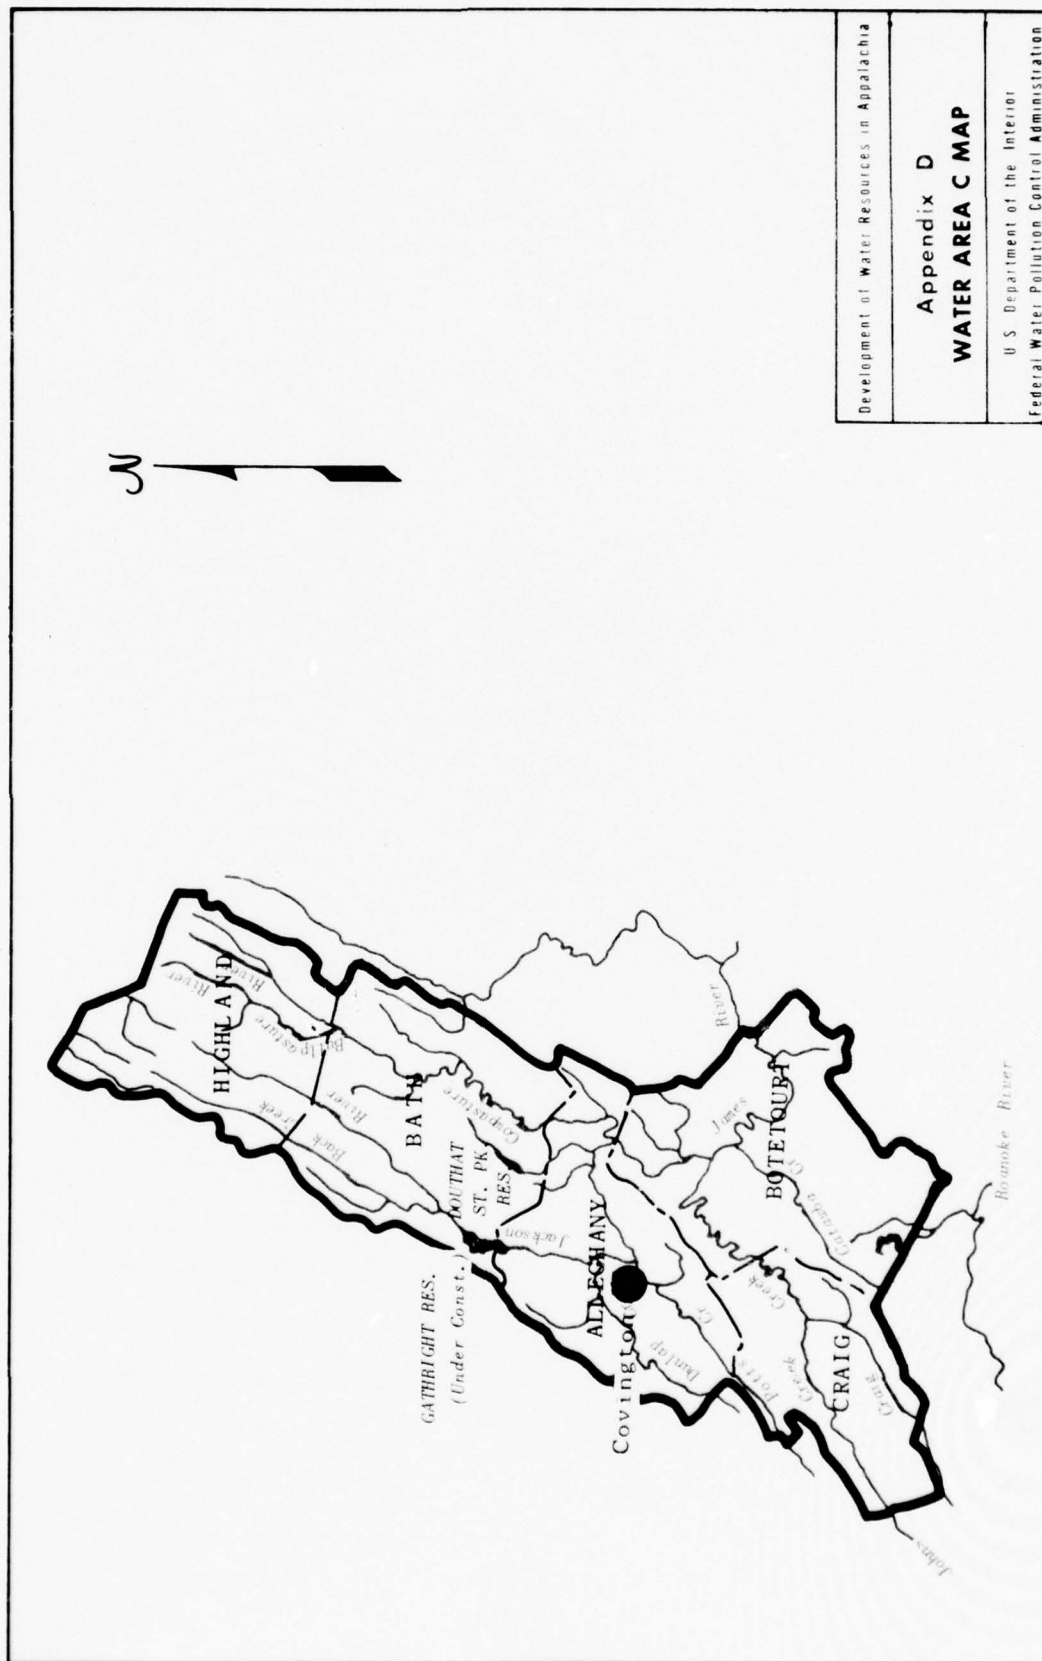 Development of Water Resources in Appalachia
Appendix D
WATER AREA C MAP
U S Department of the Interior
Federal Water Pollution Control Administration
N
HIGHLAND
River
River
Bullpasture
Back Creek
River
BATH
Cowpasture
DOUTHAT
ST. PK.
RES.
GATHRIGHT RES.
(Under Const.)
Jackson
ALLEGHANY
Covington
Dunlap
Cr
Potts
Creek
River
James
BOTETOURT
Catawba
Cr
Creek
CRAIG
Craig
Johns
Roanoke River